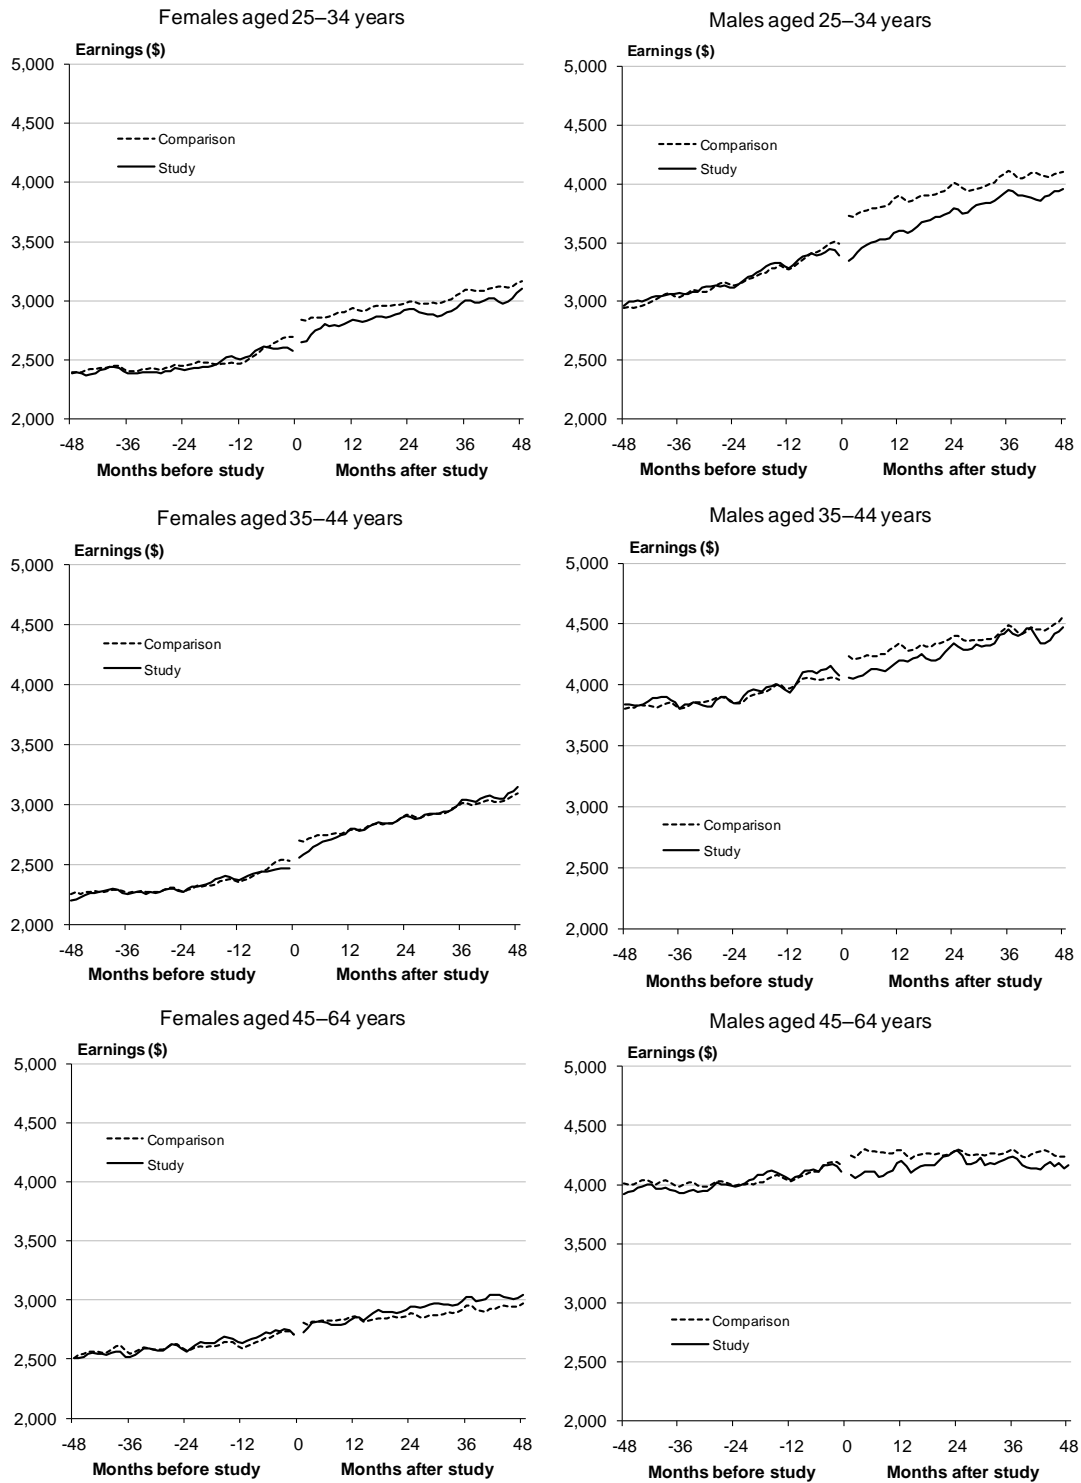 Females aged 25–34 years
Earnings ($)
5,000
4,500
4,000
3,500
3,000
2,500
2,000
Comparison
Study
-48 -36 -24 -12 0 12 24 36 48
Months before study Months after study
Males aged 25–34 years
Earnings ($)
5,000
4,500
4,000
3,500
3,000
2,500
2,000
Comparison
Study
-48 -36 -24 -12 0 12 24 36 48
Months before study Months after study
Females aged 35–44 years
Earnings ($)
5,000
4,500
4,000
3,500
3,000
2,500
2,000
Comparison
Study
-48 -36 -24 -12 0 12 24 36 48
Months before study Months after study
Males aged 35–44 years
Earnings ($)
5,000
4,500
4,000
3,500
3,000
2,500
2,000
Comparison
Study
-48 -36 -24 -12 0 12 24 36 48
Months before study Months after study
Females aged 45–64 years
Earnings ($)
5,000
4,500
4,000
3,500
3,000
2,500
2,000
Comparison
Study
-48 -36 -24 -12 0 12 24 36 48
Months before study Months after study
Males aged 45–64 years
Earnings ($)
5,000
4,500
4,000
3,500
3,000
2,500
2,000
Comparison
Study
-48 -36 -24 -12 0 12 24 36 48
Months before study Months after study